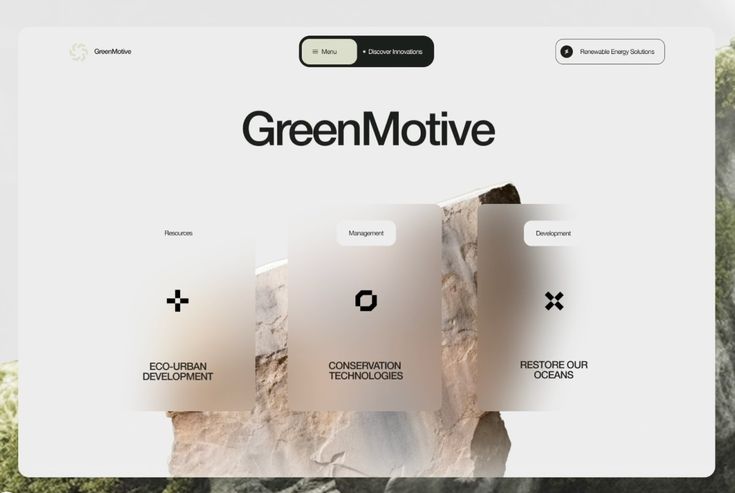 GreenMotive
Menu
Discover Innovations
Renewable Energy Solutions
GreenMotive
Resources
Management
Development
ECO-URBAN
DEVELOPMENT
CONSERVATION
TECHNOLOGIES
RESTORE OUR
OCEANS